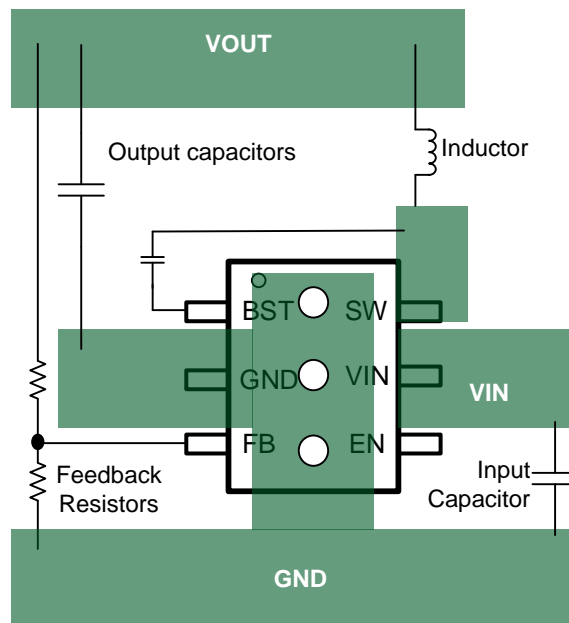 VOUT
Output capacitors
Inductor
BST
SW
GND
VIN
VIN
FB
EN
Feedback
Resistors
Input
Capacitor
GND